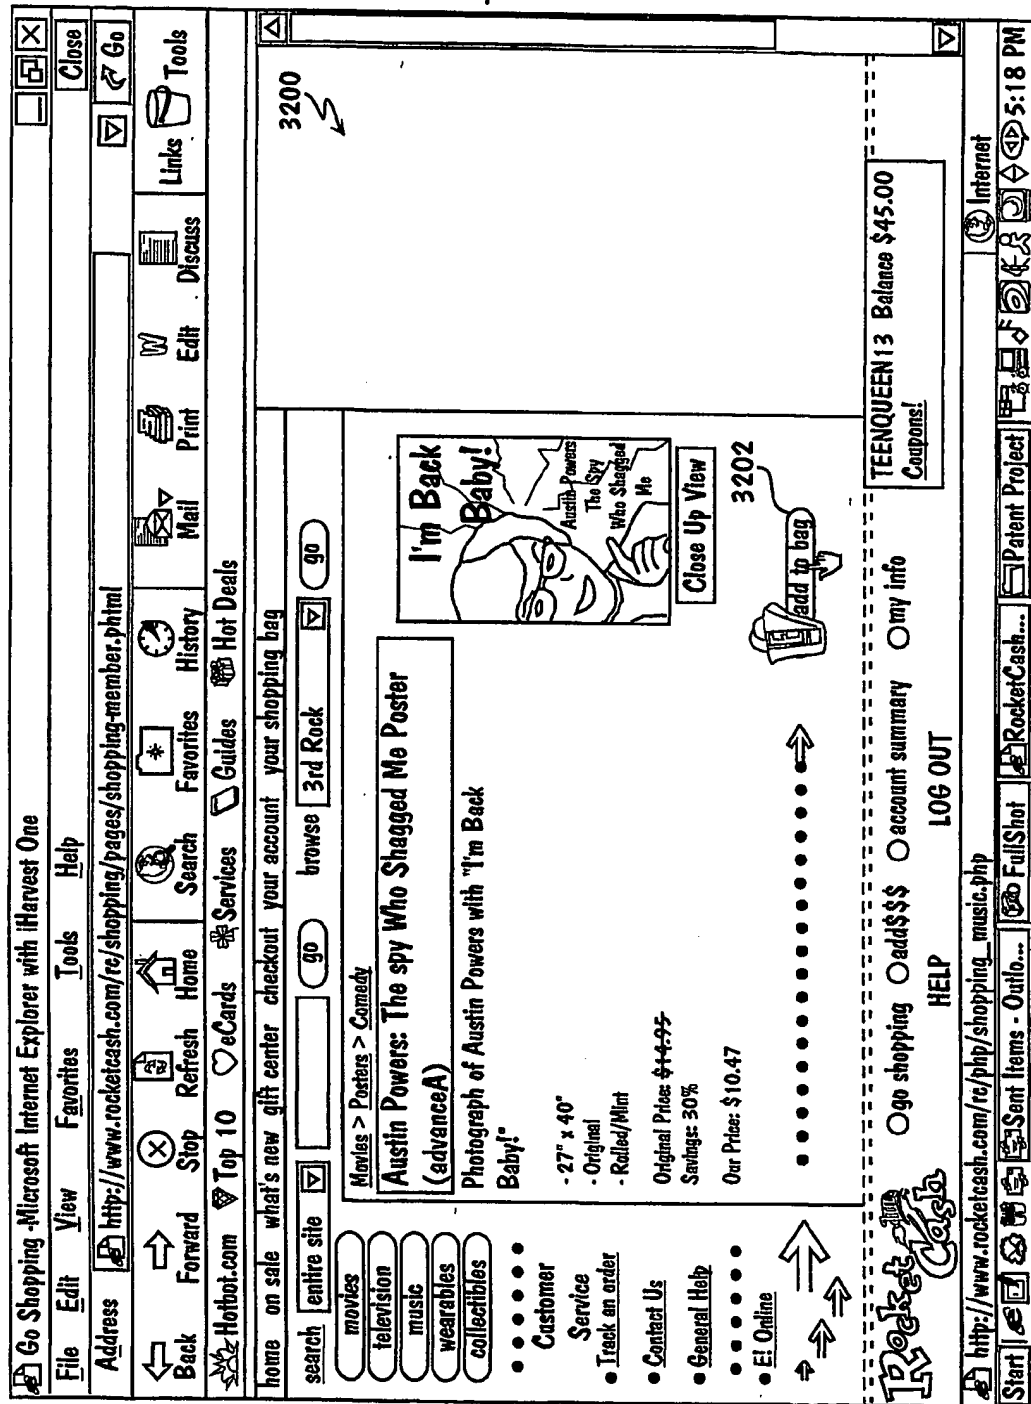 Go Shopping -Microsoft Internet Explorer with iHarvest One
File Edit View Favorites Tools Help Close
Address http://www.rocketcash.com/rc/shopping/pages/shopping-member.phtml Go
Back Forward Stop Refresh Home Search Favorites History Mail Print Edit Discuss Links Tools
Hotbot.com Top 10 eCards Services Guides Hot Deals
home on sale what's new gift center checkout your account your shopping bag
search entire site go browse 3rd Rock go
3200
movies
television
music
wearables
collectibles
Customer
Service
Track an order
Contact Us
General Help
E! Online
Movies > Posters > Comedy
Austin Powers: The spy Who Shagged Me Poster
(advanceA)
Photograph of Austin Powers with "I'm Back
Baby!"
- 27" x 40"
- Original
- Rolled/Mint
Original Price: $14.95
Savings: 30%
Our Price: $10.47
I'm Back
Baby!
Austin Powers
The Spy
Who Shagged
Me
Close Up View
3202
add to bag
Rocket Cash
go shopping add$$$ account summary my info
HELP LOG OUT
TEENQUEEN13 Balance $45.00
Coupons!
http://www.rocketcash.com/rc/php/shopping_music.php Internet
Start Sent Items - Outlo... FullShot RocketCash... Patent Project 5:18 PM